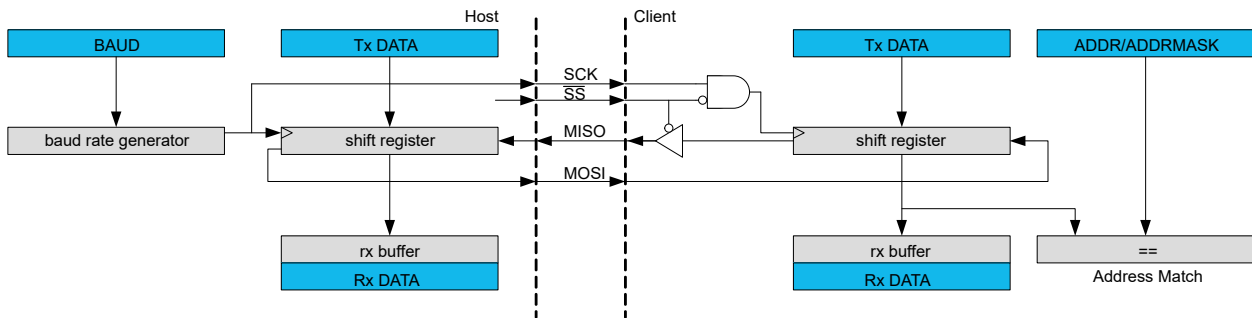 Host
Client
BAUD
Tx DATA
Tx DATA
ADDR/ADDRMASK
SCK
SS
baud rate generator
shift register
MISO
shift register
MOSI
rx buffer
rx buffer
==
Rx DATA
Rx DATA
Address Match